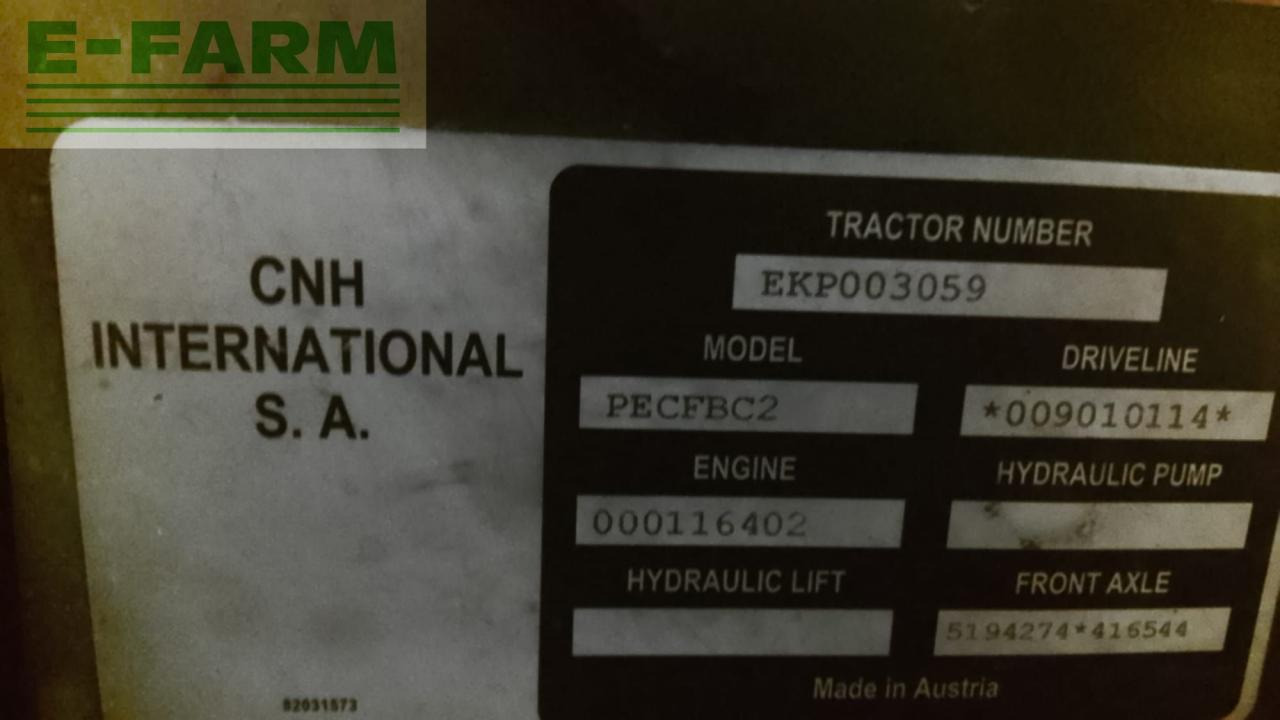 E-FARM
CNH
INTERNATIONAL
S. A.
82031573
TRACTOR NUMBER
EKP003059
MODEL
PECFBC2
DRIVELINE
*009010114*
ENGINE
000116402
HYDRAULIC PUMP
HYDRAULIC LIFT
FRONT AXLE
5194274*416544
Made in Austria